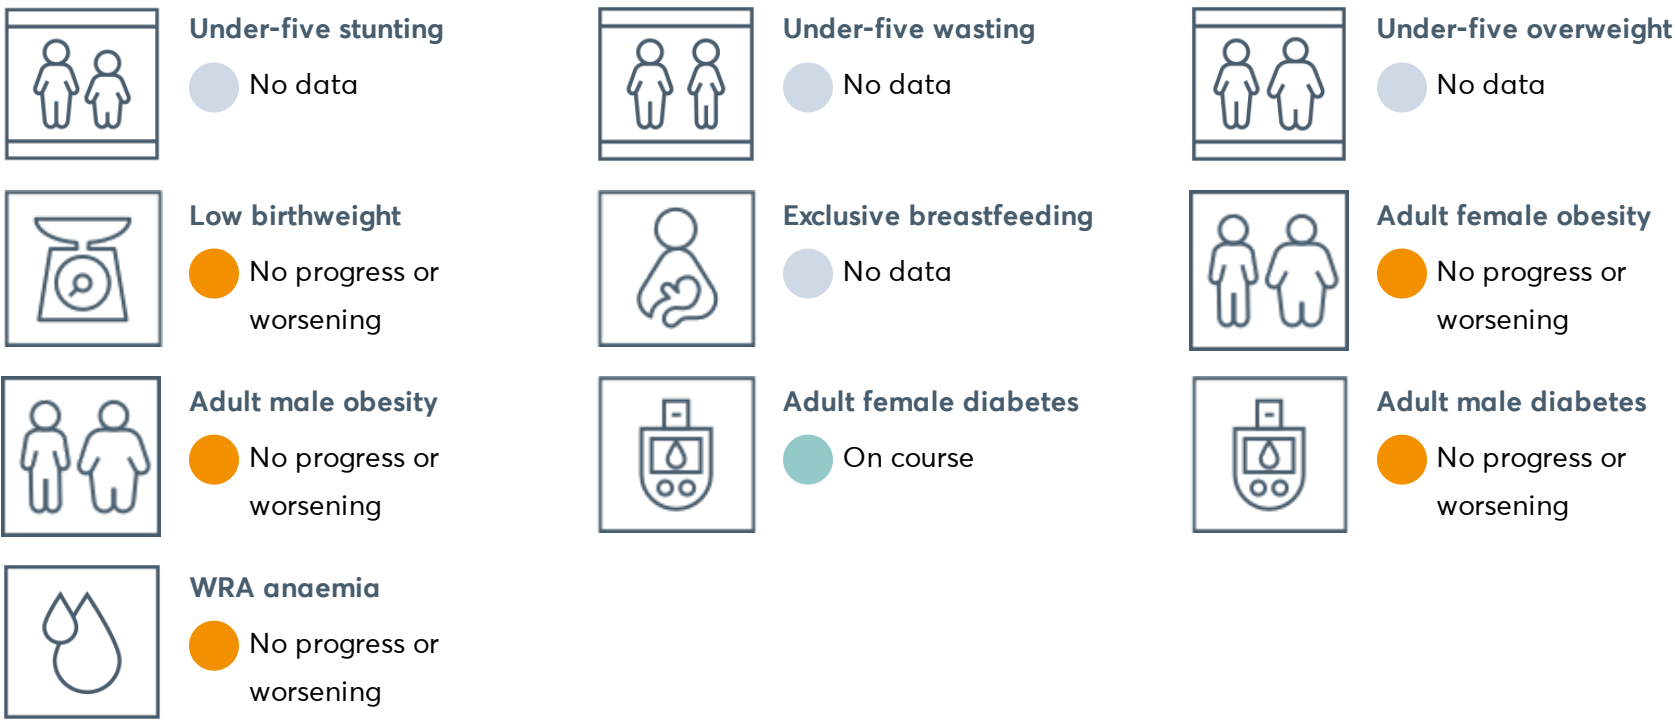 Under-five stunting
No data
Under-five wasting
No data
Under-five overweight
No data
Low birthweight
No progress or
worsening
Exclusive breastfeeding
No data
Adult female obesity
No progress or
worsening
Adult male obesity
No progress or
worsening
Adult female diabetes
On course
Adult male diabetes
No progress or
worsening
WRA anaemia
No progress or
worsening